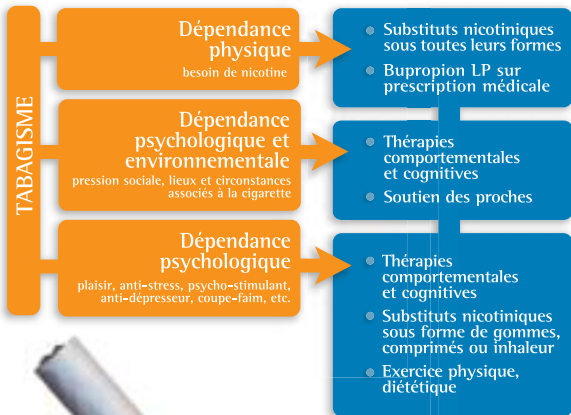 TABAGISME
Dépendance
physique
besoin de nicotine
Substituts nicotiniques
sous toutes leurs formes
Bupropion LP sur
prescription médicale
Dépendance
psychologique et
environnementale
pression sociale, lieux et circonstances
associés à la cigarette
Thérapies
comportementales
et cognitives
Soutien des proches
Dépendance
psychologique
plaisir, anti-stress, psycho-stimulant,
anti-dépresseur, coupe-faim, etc.
Thérapies
comportementales
et cognitives
Substituts nicotiniques
sous forme de gommes,
comprimés ou inhaleur
Exercice physique,
diététique